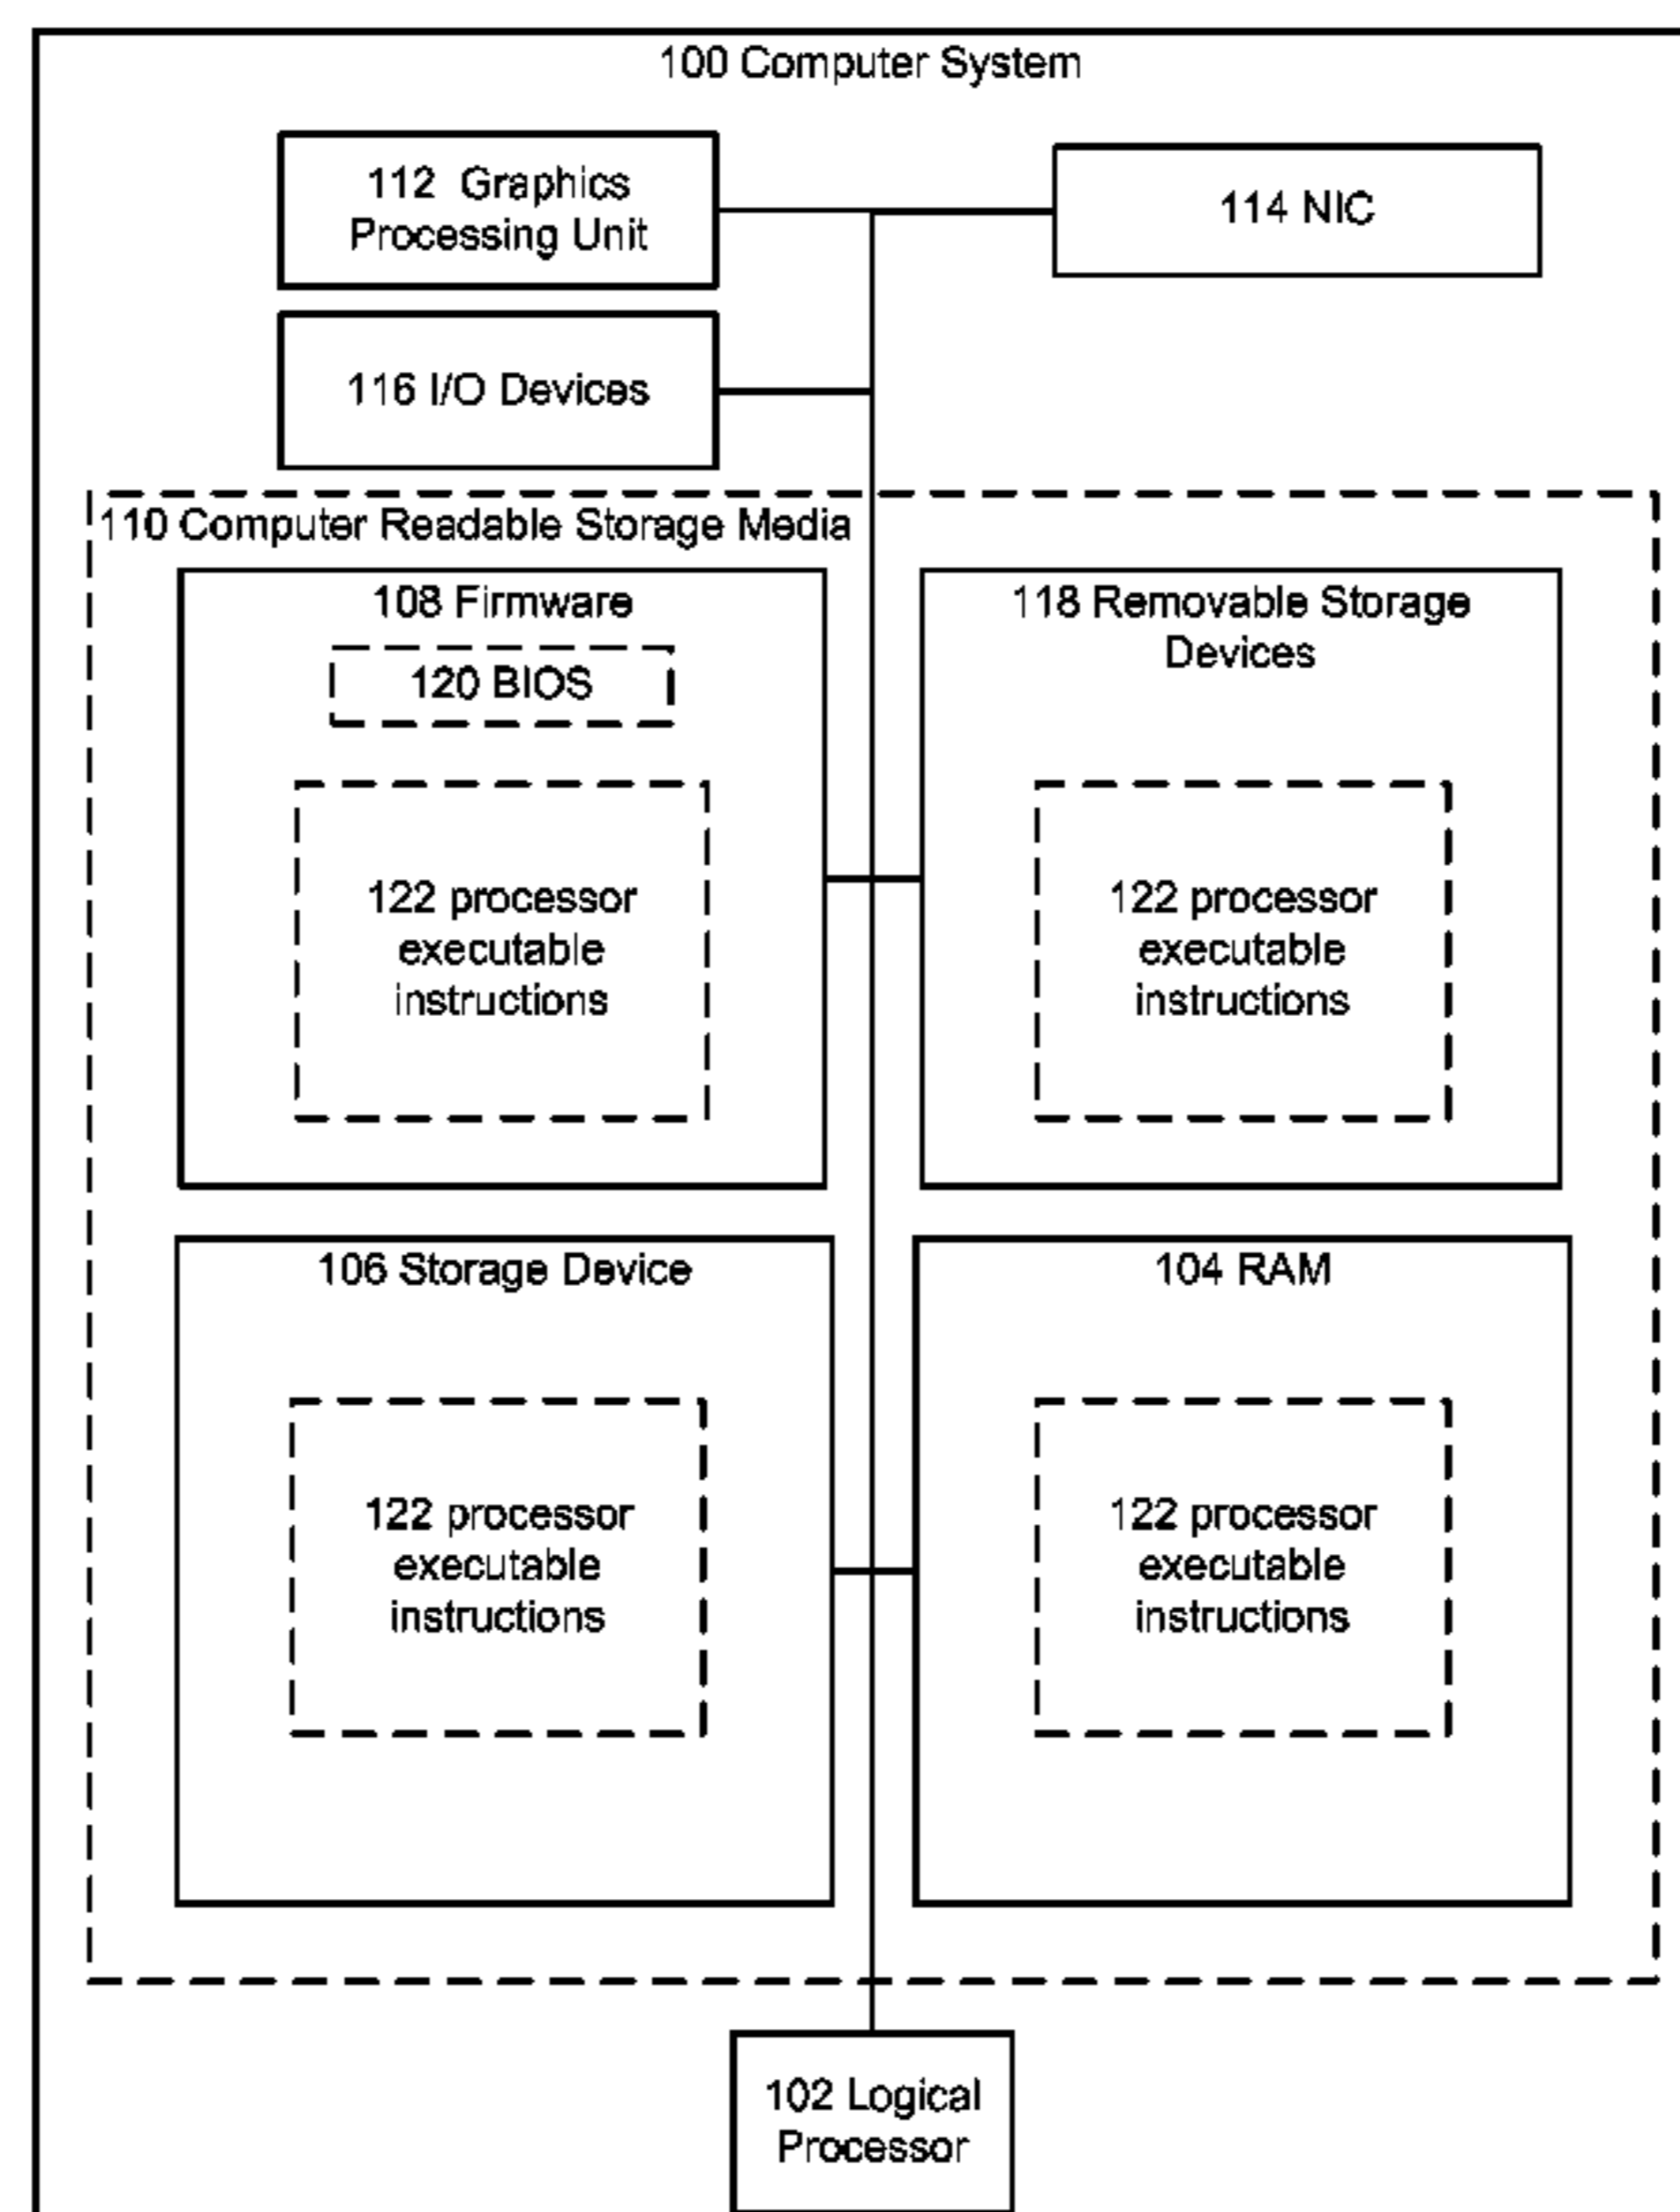 100 Computer System
112 Graphics
Processing Unit
114 NIC
116 I/O Devices
110 Computer Readable Storage Media
108 Firmware
120 BIOS
122 processor
executable
instructions
118 Removable Storage
Devices
122 processor
executable
instructions
106 Storage Device
122 processor
executable
instructions
104 RAM
122 processor
executable
instructions
102 Logical
Processor